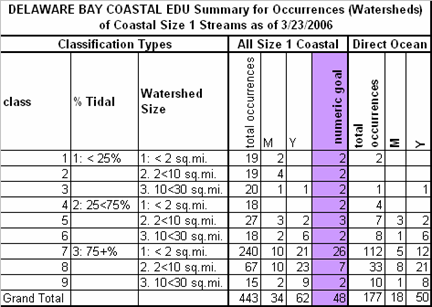 DELAWARE BAY COASTAL EDU Summary for Occurrences (Watersheds)
of Coastal Size 1 Streams as of 3/23/2006
Classification Types All Size 1 Coastal Direct Ocean
class % Tidal Watershed Size total occurrences M Y numeric goal total occurrences M Y
1 1: < 25% 1: < 2 sq.mi. 19 2 2 2
2 2. 2<10 sq.mi. 19 4 2
3 3. 10<30 sq.mi. 20 1 1 2 1 1
4 2: 25<75% 1: < 2 sq.mi. 18 2 4
5 2. 2<10 sq.mi. 27 3 2 3 7 3 2
6 3. 10<30 sq.mi. 18 2 6 2 8 1 6
7 3: 75+% 1: < 2 sq.mi. 240 10 21 26 112 5 12
8 2. 2<10 sq.mi. 67 10 23 7 33 8 21
9 3. 10<30 sq.mi. 15 2 9 2 10 1 8
Grand Total 443 34 62 48 177 18 50